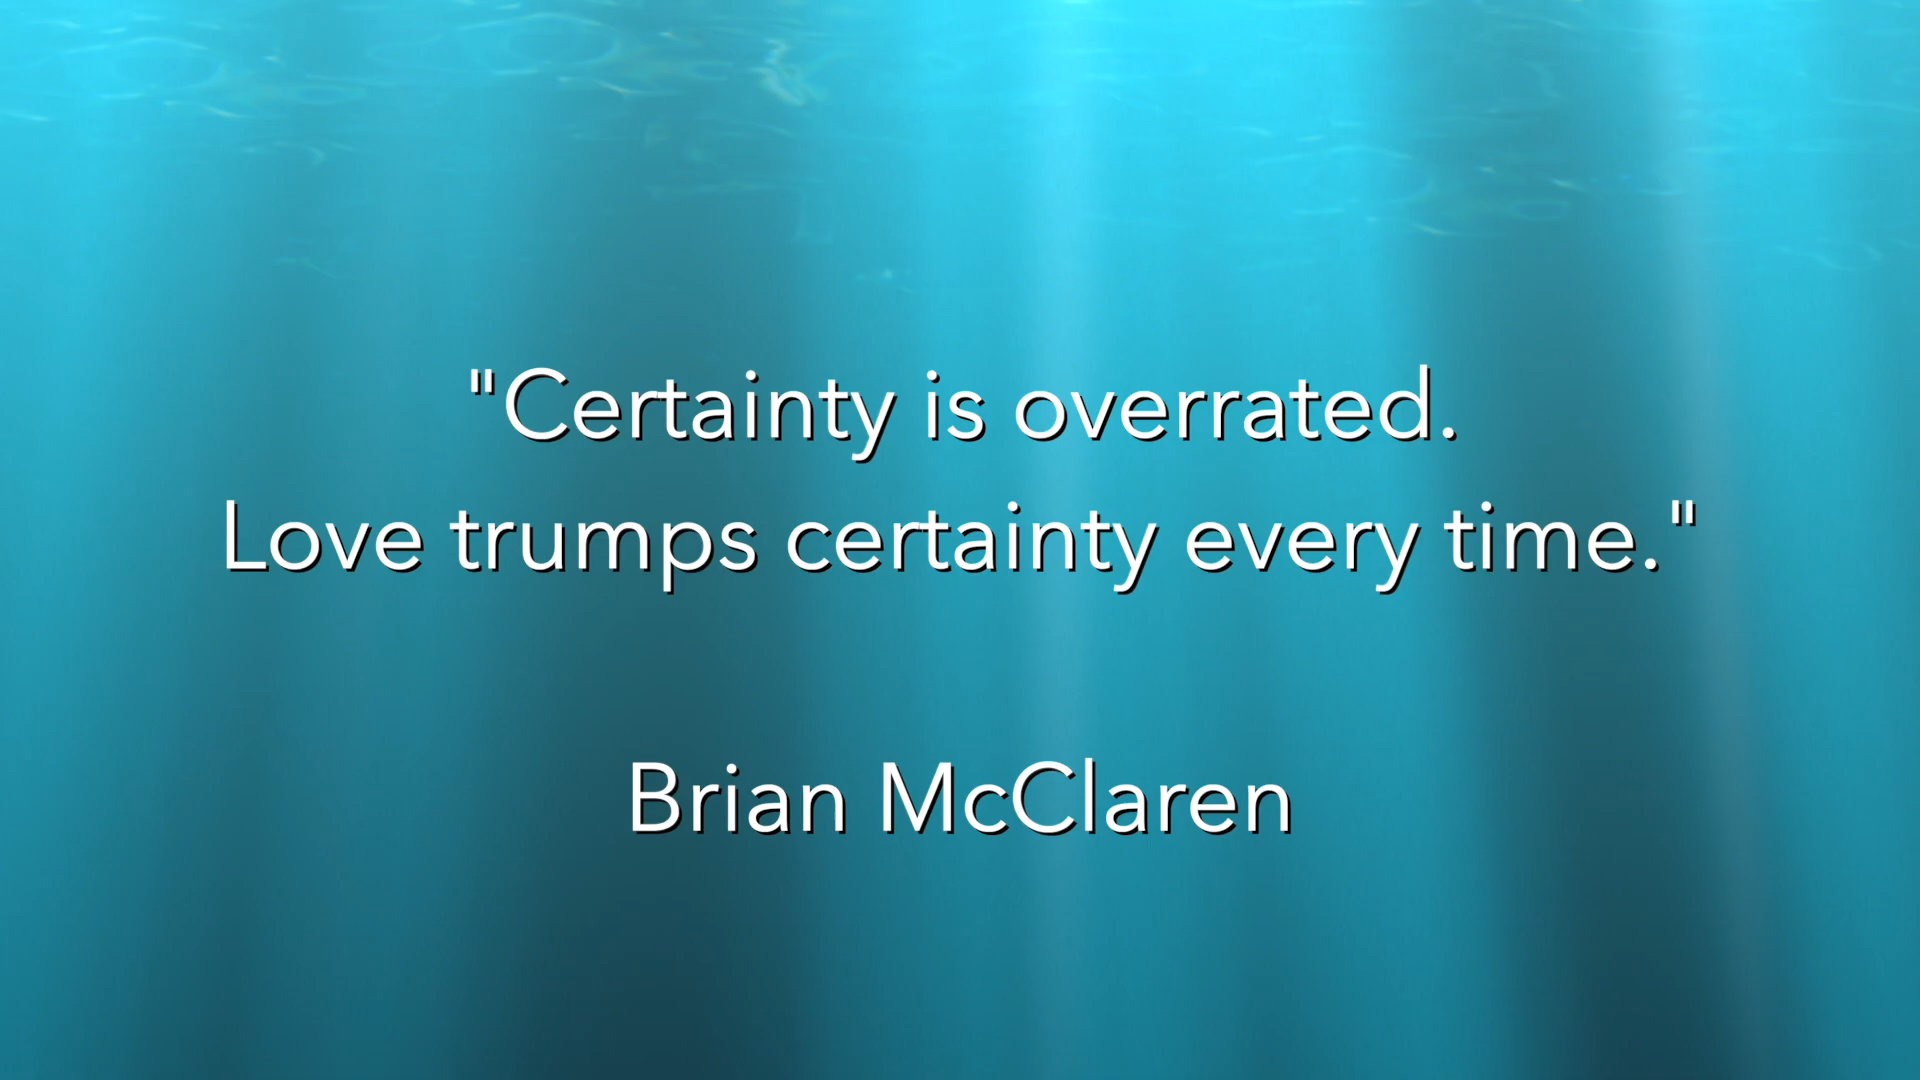 "Certainty is overrated.
Love trumps certainty every time."
Brian McClaren